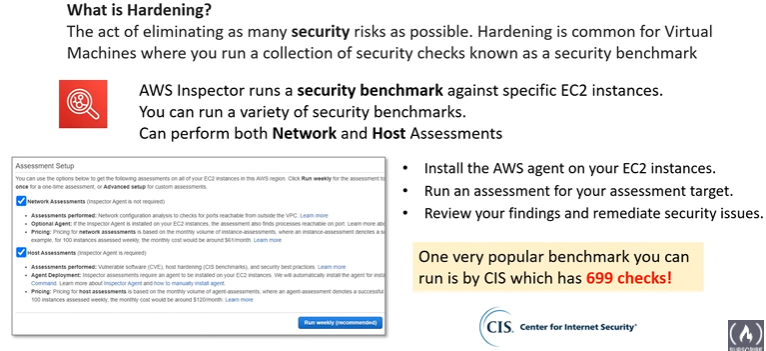 What is Hardening?
The act of eliminating as many security risks as possible. Hardening is common for Virtual
Machines where you run a collection of security checks known as a security benchmark
AWS Inspector runs a security benchmark against specific EC2 instances.
You can run a variety of security benchmarks.
Can perform both Network and Host Assessments
Assessment Setup
You can use the options below to get the following assessments on all of your EC2 instances in this AWS region. Click Run weekly for the assessment to
once for a one-time assessment, or Advanced setup for custom assessments.
Network Assessments (Inspector Agent is not required)
• Assessments performed: Network configuration analysis to checks for ports reachable from outside the VPC. Learn more
• Optional Agent: If the Inspector Agent is installed on your EC2 instances, the assessment also finds processes reachable on port. Learn more
• Pricing: Pricing for network assessments is based on the monthly volume of instance-assessments, where an instance-assessment denotes a
example, for 100 instances assessed weekly, the monthly cost would be around $61/month. Learn more
Host Assessments (Inspector Agent is required)
• Assessments performed: Vulnerable software (CVE), host hardening (CIS benchmarks), and security best practices. Learn more
• Agent Deployment: Inspector assessments require an agent to be installed on your EC2 instances. We will automatically install the agent for
Command. Learn more about Inspector Agent and how to manually install agent.
• Pricing: Pricing for host assessments is based on the monthly volume of agent-assessments, where an agent-assessment denotes a successful
100 instances assessed weekly, the monthly cost would be around $120/month. Learn more
Run weekly (recommended)
• Install the AWS agent on your EC2 instances.
• Run an assessment for your assessment target.
• Review your findings and remediate security issues.
One very popular benchmark you can
run is by CIS which has 699 checks!
CIS. Center for Internet Security®
SUBSCRIBE